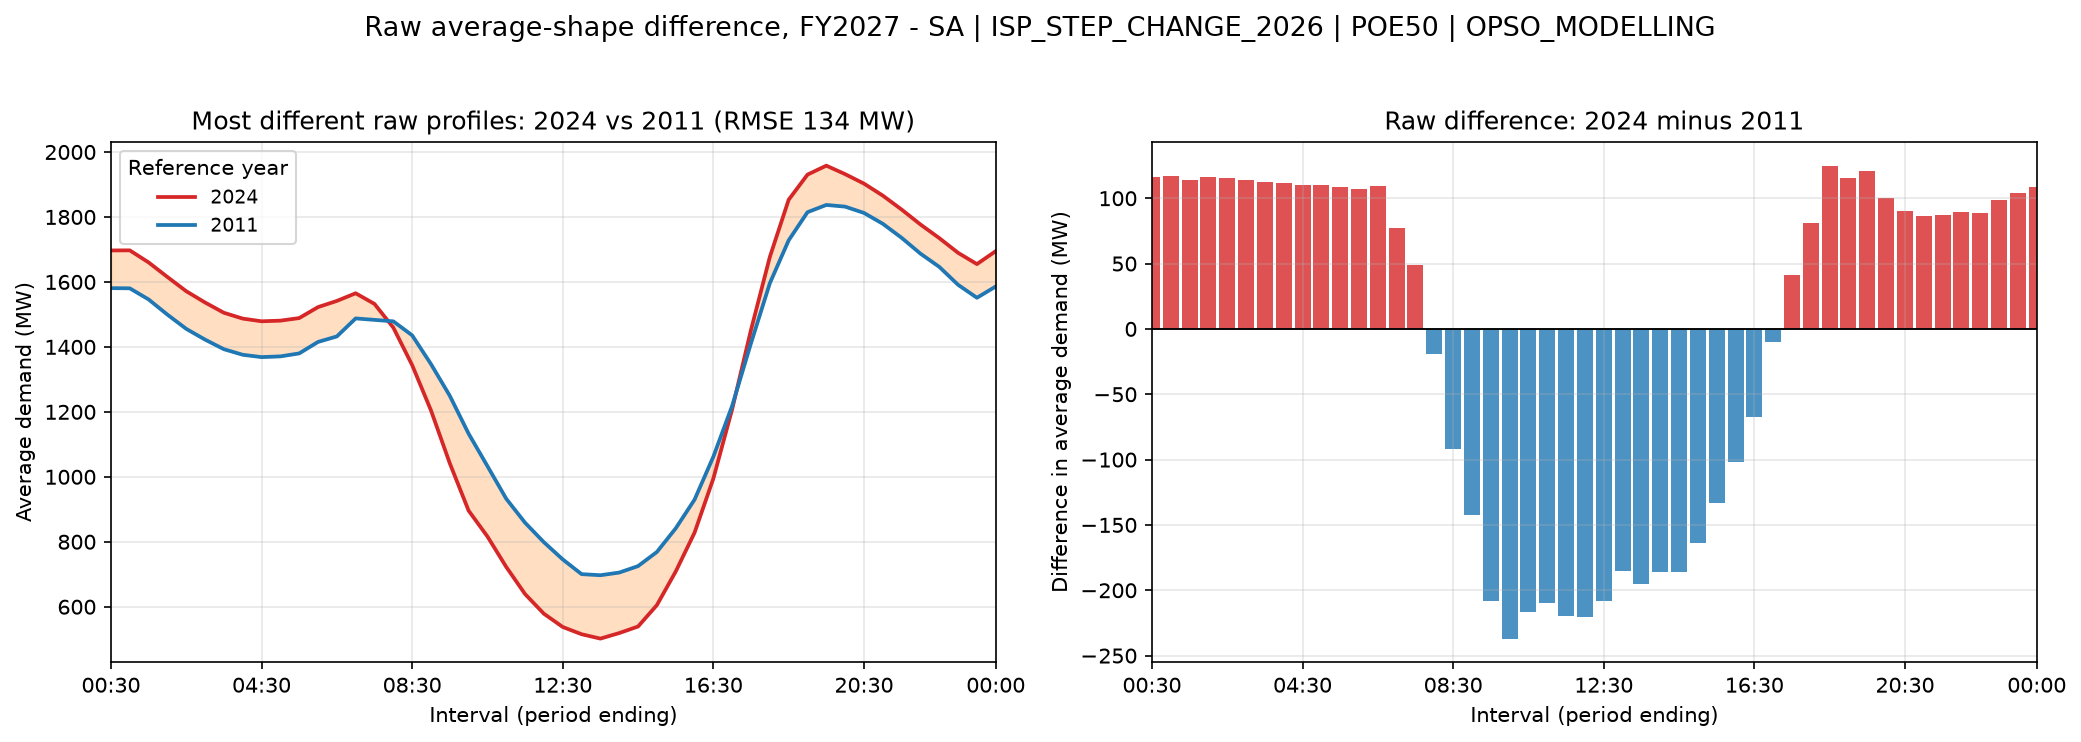 Raw average-shape difference, FY2027 - SA | ISP_STEP_CHANGE_2026 | POE50 | OPSO_MODELLING
Most different raw profiles: 2024 vs 2011 (RMSE 134 MW)
Average demand (MW)
2000
1800
1600
1400
1200
1000
800
600
Reference year
2024
2011
00:30 04:30 08:30 12:30 16:30 20:30 00:00
Interval (period ending)
Raw difference: 2024 minus 2011
Difference in average demand (MW)
100
50
0
−50
−100
−150
−200
−250
00:30 04:30 08:30 12:30 16:30 20:30 00:00
Interval (period ending)